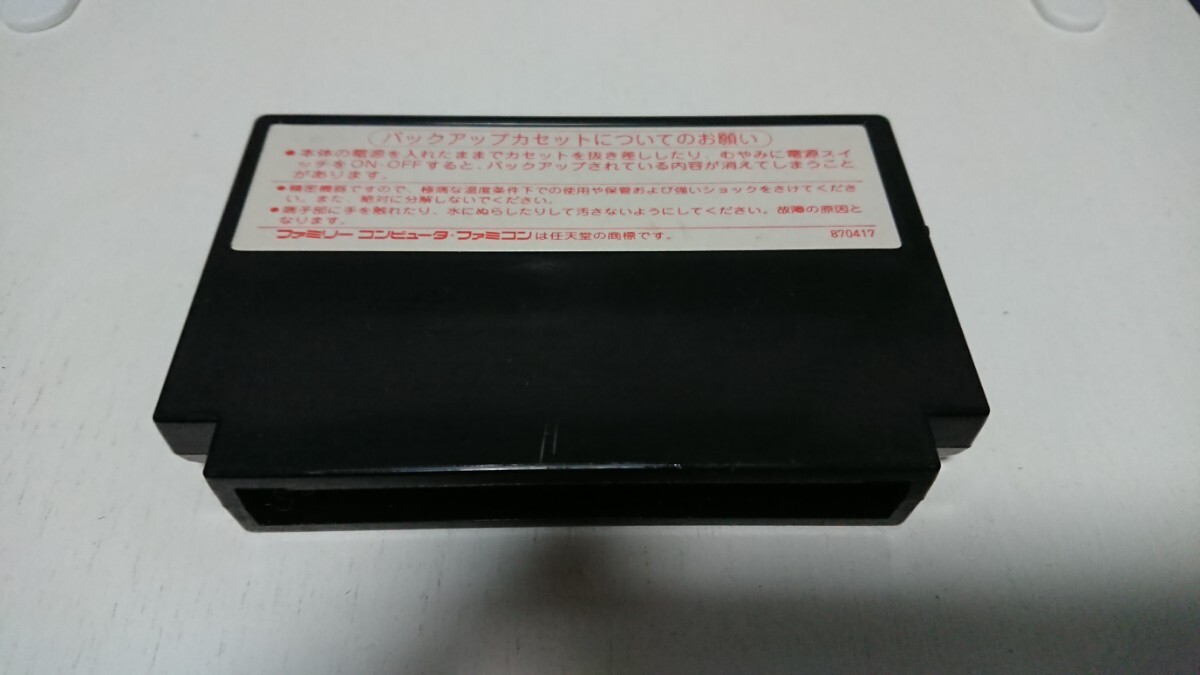 バックアップカセットについてのお願い
●本体の電源を入れたままでカセットを抜き差ししたり、むやみに電源スイ
ッチをON・OFFすると、バックアップされている内容が消えてしまうこと
があります。
●精密機器ですので、極端な温度条件下での使用や保管および強いショックをさけてくださ
い。また、絶対に分解しないでください。
●端子部に手を触れたり、水にぬらしたりして汚さないようにしてください。故障の原因と
なります。
ファミリーコンピュータ・ファミコンは任天堂の商標です。 870417